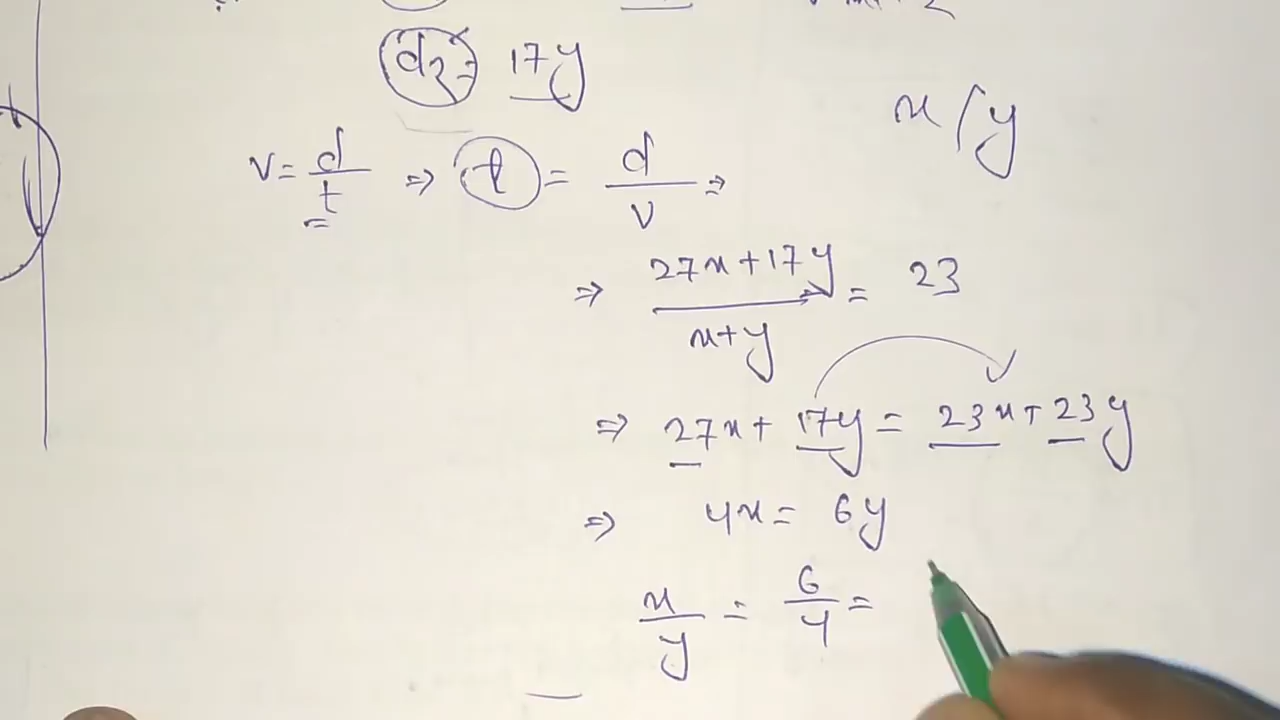 d2 = 17y
x/y
v = d/t ⇒ t = d/v ⇒
⇒ 27x+17y/x+y = 23
⇒ 27x + 17y = 23x + 23y
⇒ 4x = 6y
x/y = 6/4 =